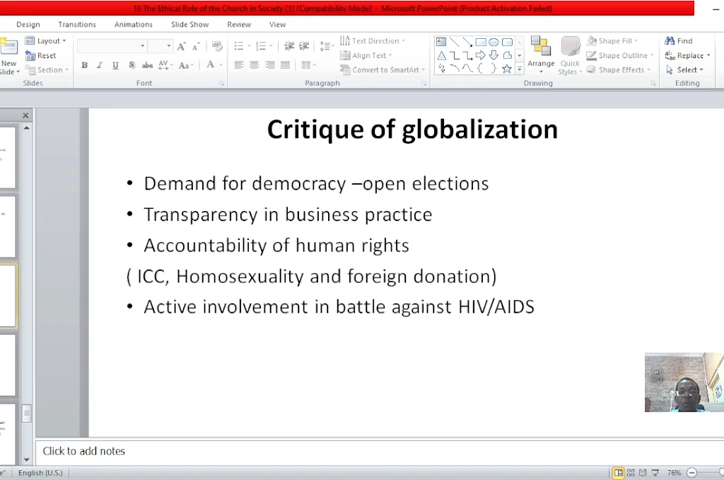 10 The Ethical Role of the Church in Society (1) [Compatibility Mode] - Microsoft PowerPoint (Product Activation Failed)
Design Transitions Animations Slide Show Review View
Layout Text Direction Shape Fill Find
Reset Align Text Shape Outline Replace
New Slide Section Convert to SmartArt Arrange Quick Styles Shape Effects Select
B I U S abc AV Aa A
Slides Font Paragraph Drawing Editing
Critique of globalization
• Demand for democracy –open elections
• Transparency in business practice
• Accountability of human rights
( ICC, Homosexuality and foreign donation)
• Active involvement in battle against HIV/AIDS
Click to add notes
English (U.S.) 76%